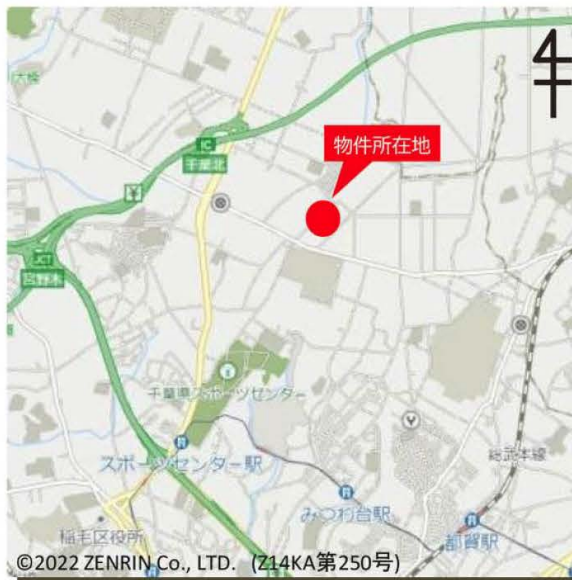 大橋
IC
千葉北
物件所在地
JCT
宮野木
千葉県スポーツセンター
スポーツセンター駅
総武本線
みつわ台駅
稲毛区役所
都賀駅
©2022 ZENRIN Co., LTD. (Z14KA第250号)